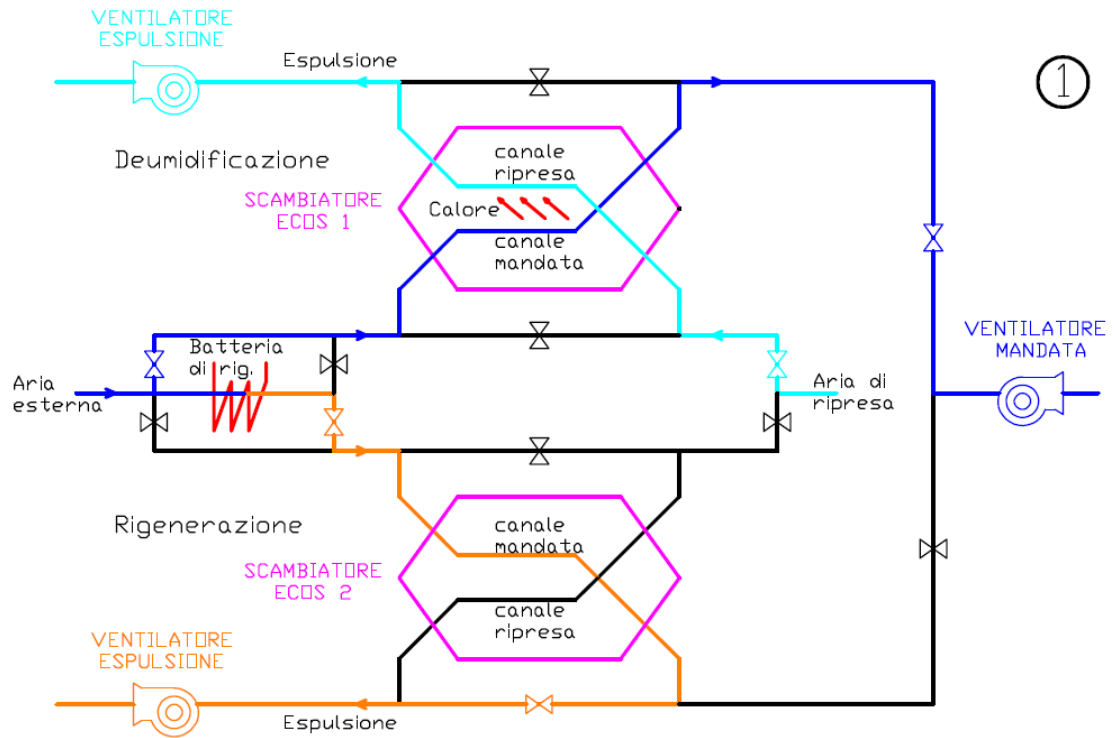 VENTILATORE
ESPULSIONE
Espulsione
1
Deumidificazione
canale
ripresa
SCAMBIATORE
ECOS 1
Calore
canale
mandata
Batteria
di rig.
VENTILATORE
MANDATA
Aria
esterna
Aria di
ripresa
Rigenerazione
canale
mandata
SCAMBIATORE
ECOS 2
canale
ripresa
VENTILATORE
ESPULSIONE
Espulsione